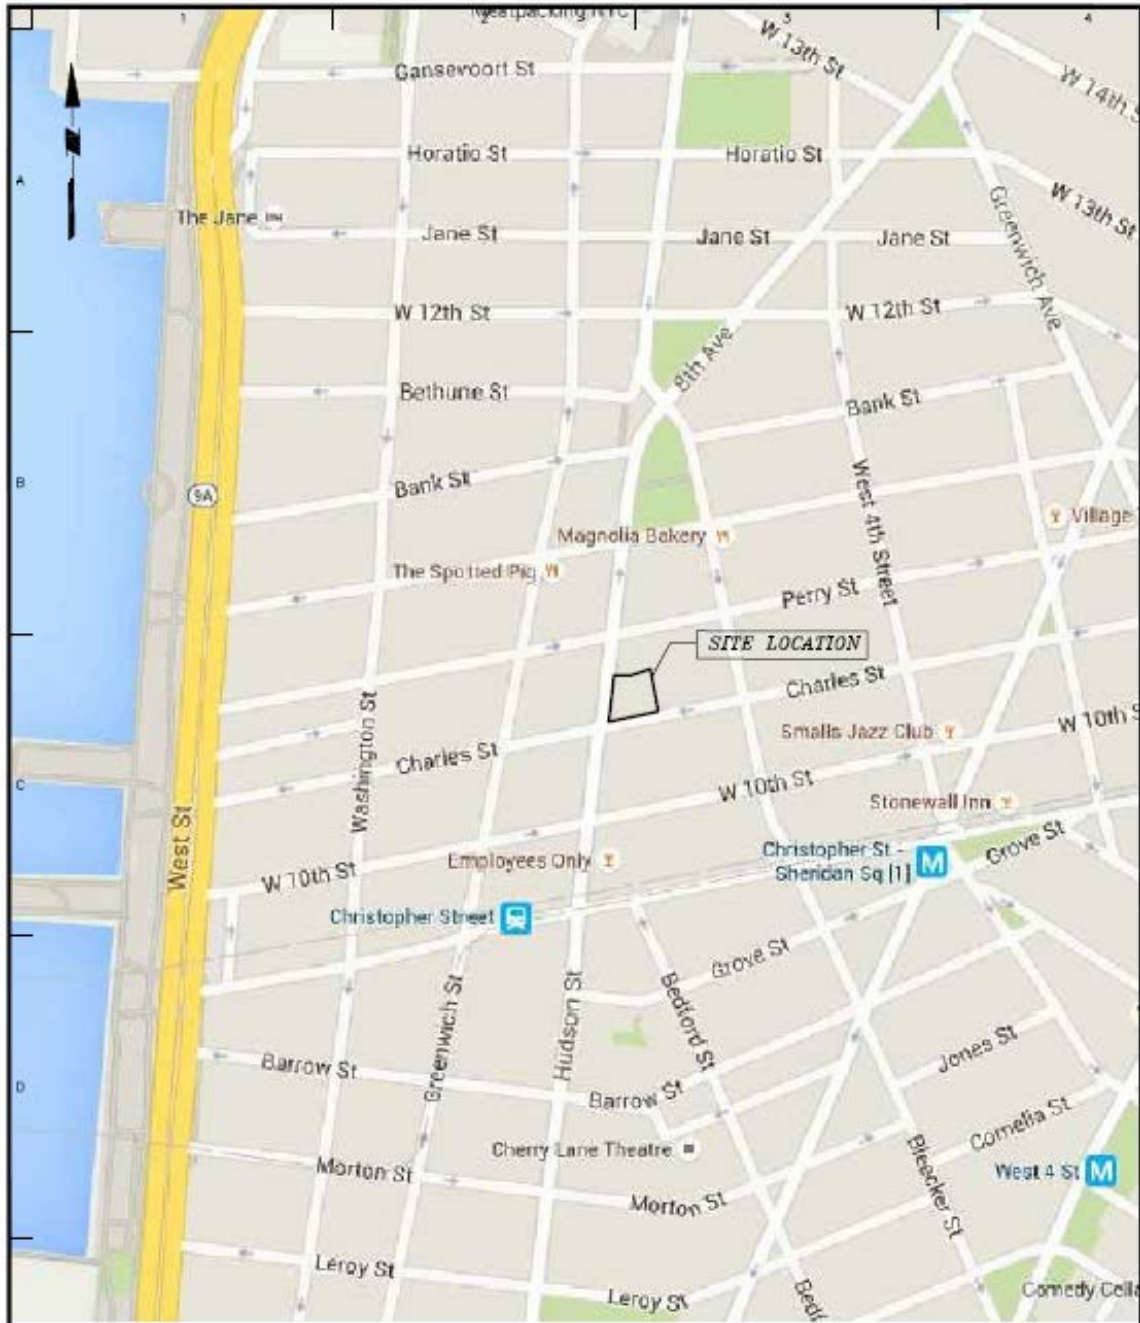 1
2
3
4
Meatpacking NYC
W 13th St
Gansevoort St
W 14th S
Horatio St
Horatio St
A
W 13th St
The Jane
Greenwich Ave
Jane St
Jane St
Jane St
W 12th St
W 12th St
8th Ave
Bethune St
Bank St
Bank St
B
9A
West 4th Street
Village
Magnolia Bakery
The Spotted Pig
Perry St
SITE LOCATION
Charles St
Washington St
Smalls Jazz Club
W 10th S
Charles St
C
W 10th St
Stonewall Inn
West St
Employees Only
Christopher St -
Sheridan Sq [1]
M
Grove St
W 10th St
Christopher Street
Grove St
Hudson St
Bedford St
Greenwich St
Jones St
Barrow St
D
Barrow St
Cornelia St
Cherry Lane Theatre
Morton St
West 4 St
M
Bleecker St
Morton St
Leroy St
Leroy St
Bedf
Comedy Cella